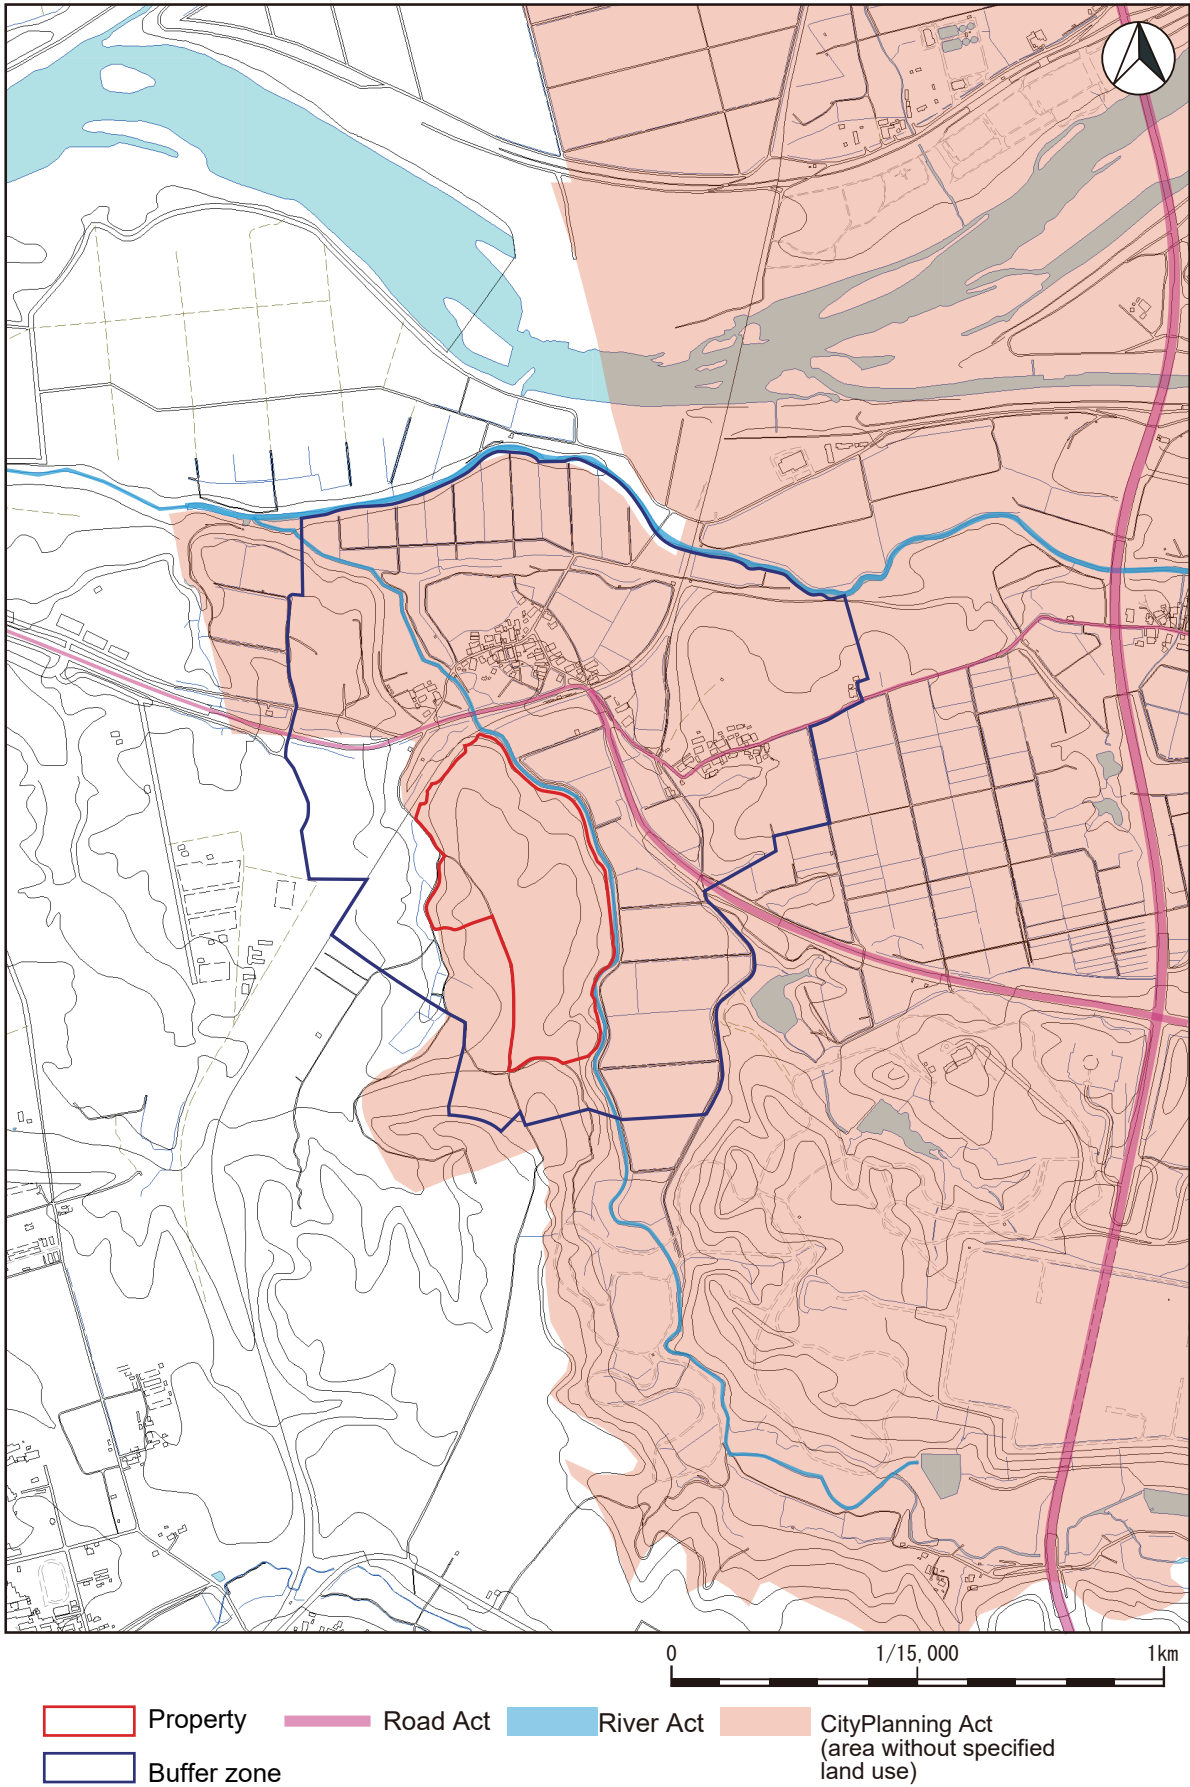 0 1/15,000 1km
Property Road Act River Act CityPlanning Act
(area without specified
land use)
Buffer zone